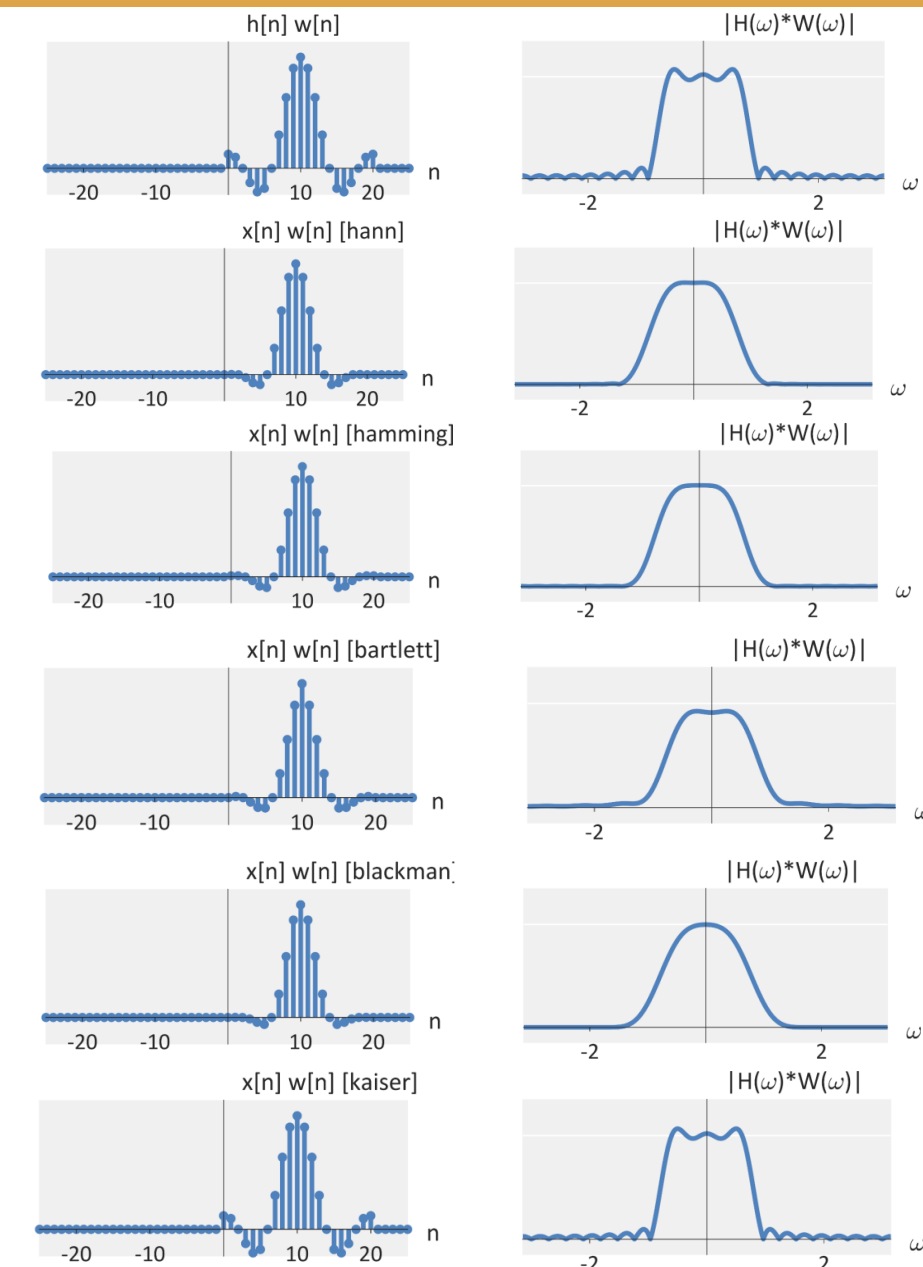 h[n] w[n]
|H(ω)*W(ω)|
-20 -10 10 20 n
-2 2 ω
x[n] w[n] [hann]
|H(ω)*W(ω)|
-20 -10 10 20 n
-2 2 ω
x[n] w[n] [hamming]
|H(ω)*W(ω)|
-20 -10 10 20 n
-2 2 ω
x[n] w[n] [bartlett]
|H(ω)*W(ω)|
-20 -10 10 20 n
-2 2 ω
x[n] w[n] [blackman]
|H(ω)*W(ω)|
-20 -10 10 20 n
-2 2 ω
x[n] w[n] [kaiser]
|H(ω)*W(ω)|
-20 -10 10 20 n
-2 2 ω